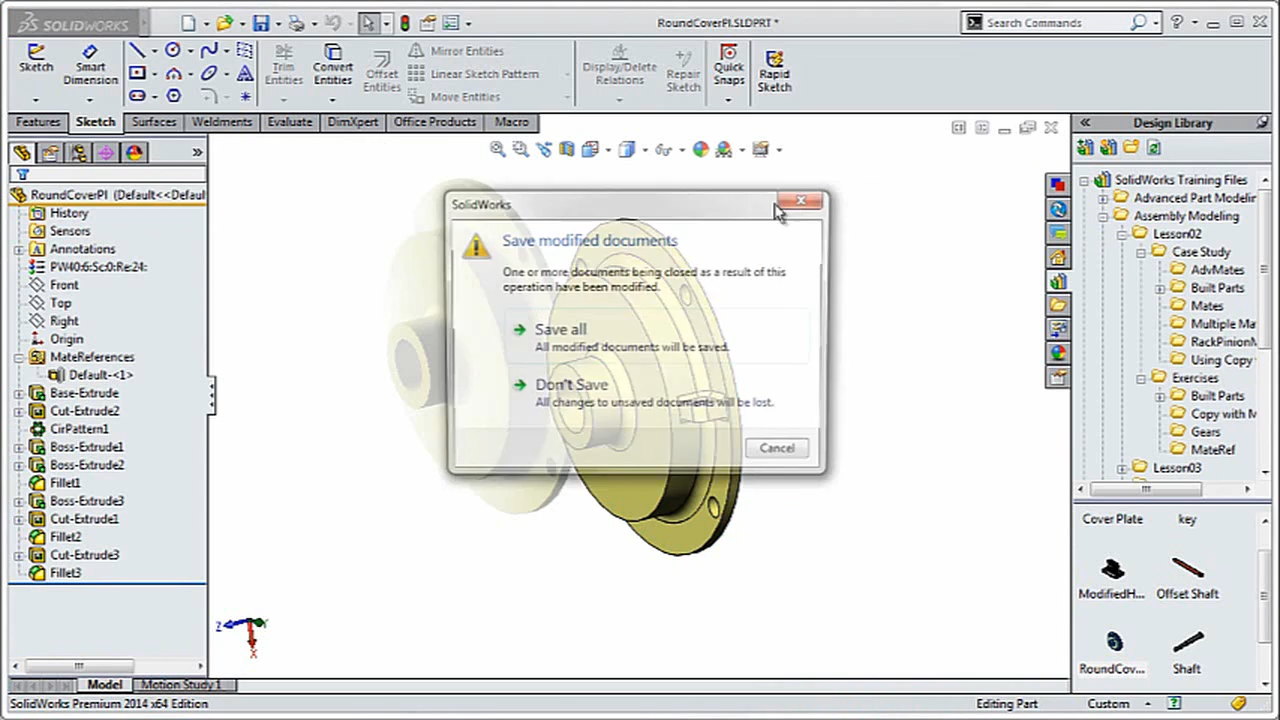 SOLIDWORKS
RoundCoverPI.SLDPRT *
Search Commands
Sketch
Smart
Dimension
Trim
Entities
Convert
Entities
Offset
Entities
Mirror Entities
Linear Sketch Pattern
Move Entities
Display/Delete
Relations
Repair
Sketch
Quick
Snaps
Rapid
Sketch
Features
Sketch
Surfaces
Weldments
Evaluate
DimXpert
Office Products
Macro
RoundCoverPI (Default<<Defaul
History
Sensors
Annotations
PW40:6:Sc:0:Re:24:
Front
Top
Right
Origin
MateReferences
Default-<1>
Base-Extrude
Cut-Extrude2
CirPattern1
Boss-Extrude1
Boss-Extrude2
Fillet1
Boss-Extrude3
Cut-Extrude1
Fillet2
Cut-Extrude3
Fillet3
SolidWorks
Save modified documents
One or more documents being closed as a result of this
operation have been modified.
Save all
All modified documents will be saved.
Don't Save
All changes to unsaved documents will be lost.
Cancel
Z
Y
X
Design Library
SolidWorks Training Files
Advanced Part Modelin
Assembly Modeling
Lesson02
Case Study
AdvMates
Built Parts
Mates
Multiple Ma
RackPinionM
Using Copy
Exercises
Built Parts
Copy with M
Gears
MateRef
Lesson03
Cover Plate
key
ModifiedH...
Offset Shaft
RoundCov...
Shaft
Model
Motion Study 1
SolidWorks Premium 2014 x64 Edition
Editing Part
Custom